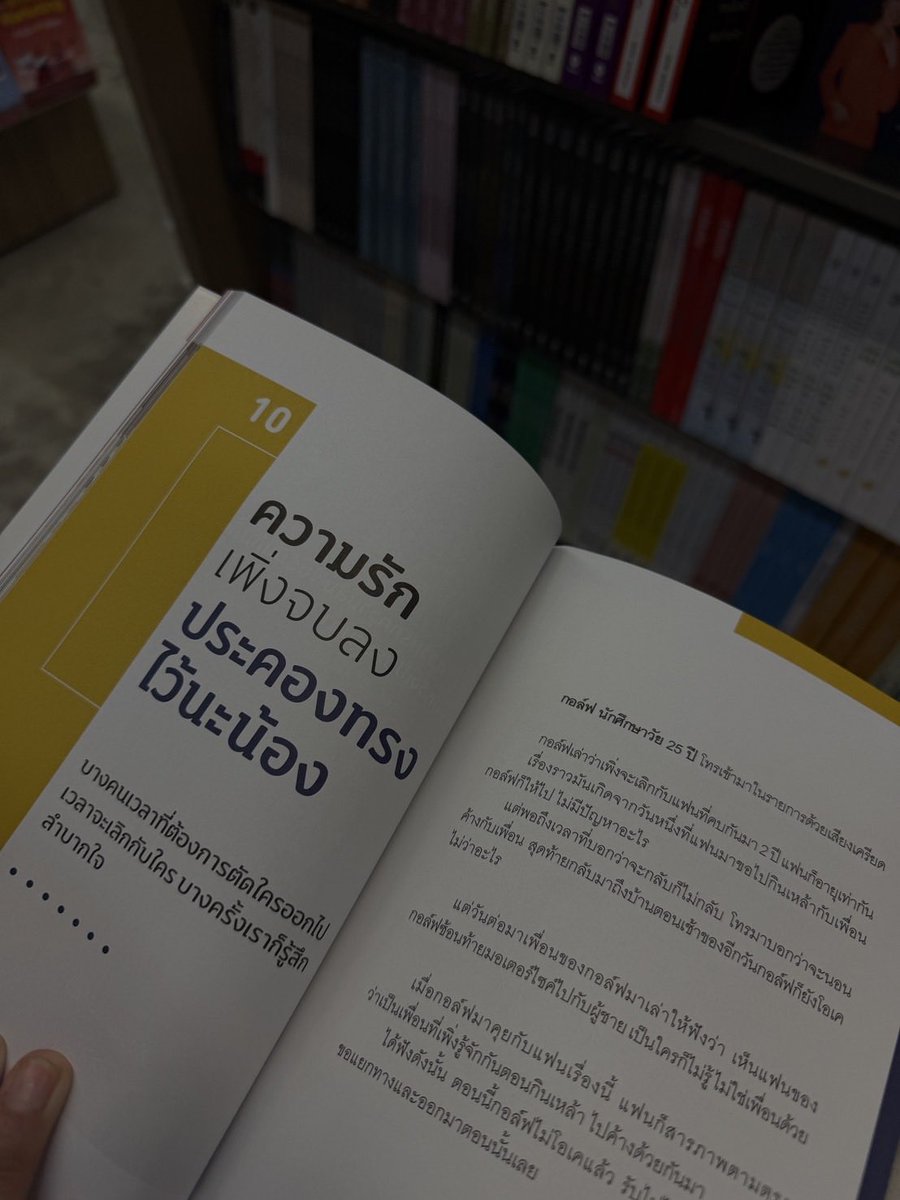 10
ความรัก
เพิ่งจบลง
ประคองทรง
ไว้นะน้อง
บางคนเวลาที่ต้องการตัดใครออกไป
เวลาจะเลิกกับใคร บางครั้งเราก็รู้สึก
ลำบากใจ
กอล์ฟ นักศึกษาวัย 25 ปี โทรเข้ามาในรายการด้วยเสียงเครียด
กอล์ฟเล่าว่าเพิ่งจะเลิกกับแฟนที่คบกันมา 2 ปี แฟนก็อายุเท่ากัน
เรื่องราวมันเกิดจากวันหนึ่งที่แฟนมาขอไปกินเหล้ากับเพื่อน
กอล์ฟก็ให้ไป ไม่มีปัญหาอะไร
แต่พอถึงเวลาที่บอกว่าจะกลับก็ไม่กลับ โทรมาบอกว่าจะนอน
ค้างกับเพื่อน สุดท้ายกลับมาถึงบ้านตอนเช้าของอีกวันกอล์ฟก็ยังโอเค
ไม่ว่าอะไร
แต่วันต่อมาเพื่อนของกอล์ฟมาเล่าให้ฟังว่า เห็นแฟนของ
กอล์ฟซ้อนท้ายมอเตอร์ไซค์ไปกับผู้ชาย เป็นใครก็ไม่รู้ ไม่ใช่เพื่อนด้วย
เมื่อกอล์ฟมาคุยกับแฟนเรื่องนี้ แฟนก็สารภาพตามตรง
ว่าเป็นเพื่อนที่เพิ่งรู้จักกันตอนกินเหล้า ไปค้างด้วยกันมา
ได้ฟังดังนั้น ตอนนี้กอล์ฟไม่โอเคแล้ว รับไม่
ขอแยกทางและออกมาตอนนั้นเลย